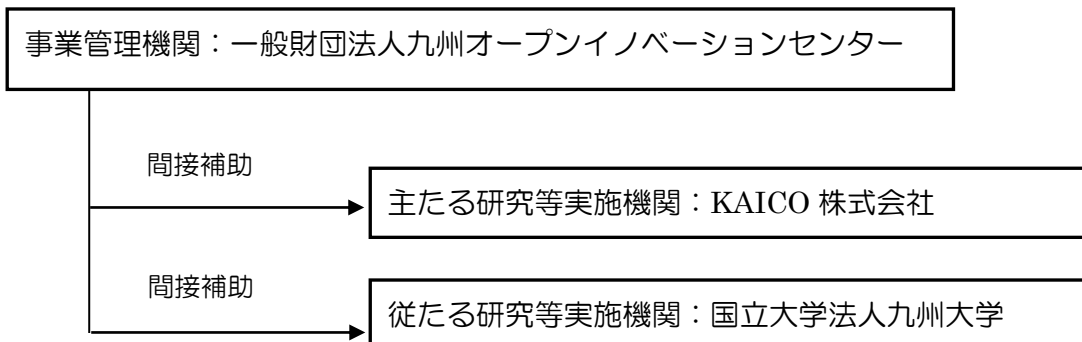 事業管理機関：一般財団法人九州オープンイノベーションセンター
間接補助
主たる研究等実施機関：KAICO 株式会社
間接補助
従たる研究等実施機関：国立大学法人九州大学